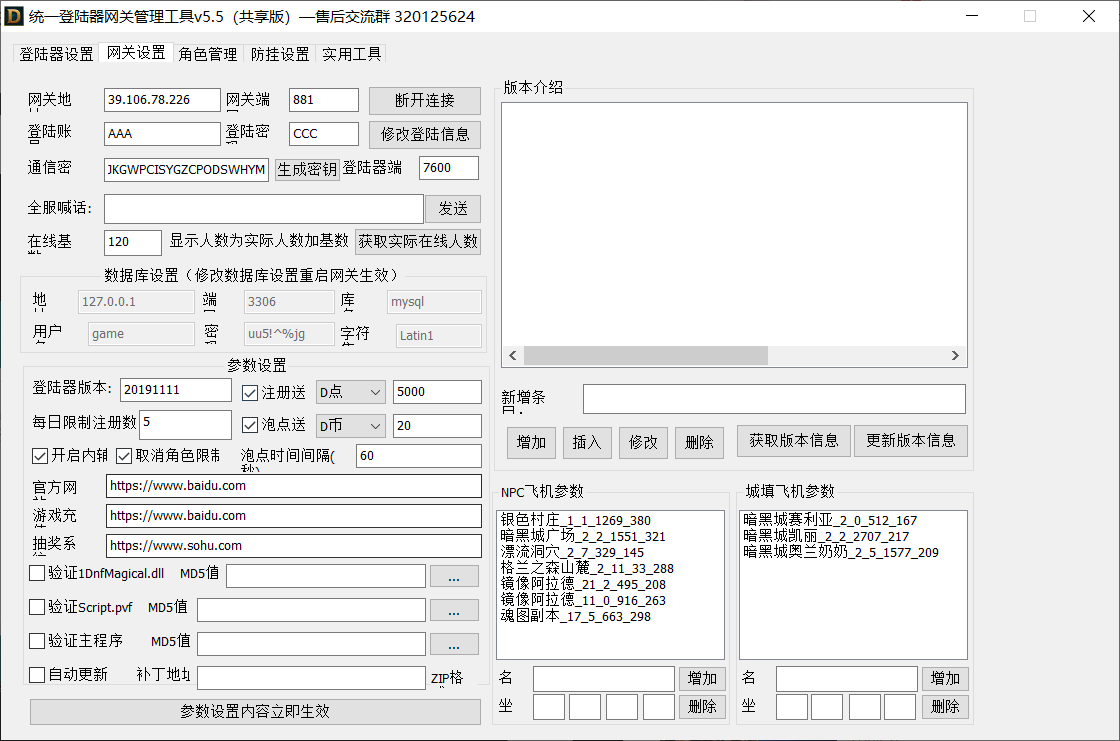 统一登陆器网关管理工具v5.5（共享版）—售后交流群 320125624
登陆器设置 网关设置 角色管理 防挂设置 实用工具
网关地 39.106.78.226 网关端 881 断开连接
登陆账 AAA 登陆密 CCC 修改登陆信息
通信密 JKGWPCISYGZCPODSWHYM 生成密钥 登陆器端 7600
全服喊话: 发送
在线基 120 显示人数为实际人数加基数 获取实际在线人数
数据库设置（修改数据库设置重启网关生效）
地 127.0.0.1 端 3306 库 mysql
用户 game 密 uu5!^%jg 字符 Latin1
参数设置
登陆器版本: 20191111 注册送 D点 5000
每日限制注册数 5 泡点送 D币 20
开启内辅 取消角色限制 泡点时间间隔( 60
官方网 https://www.baidu.com
游戏充 https://www.baidu.com
抽奖系 https://www.sohu.com
验证1DnfMagical.dll MD5值 ...
验证Script.pvf MD5值 ...
验证主程序 MD5值 ...
自动更新 补丁地址 ZIP格
参数设置内容立即生效
版本介绍
新增条
增加 插入 修改 删除 获取版本信息 更新版本信息
NPC飞机参数
银色村庄_1_1_1269_380
暗黑城广场_2_2_1551_321
漂流洞穴_2_7_329_145
格兰之森山麓_2_11_33_288
镜像阿拉德_21_2_495_208
镜像阿拉德_11_0_916_263
魂图副本_17_5_663_298
名 增加
坐 删除
城填飞机参数
暗黑城赛利亚_2_0_512_167
暗黑城凯丽_2_2_2707_217
暗黑城奥兰奶奶_2_5_1577_209
名 增加
坐 删除